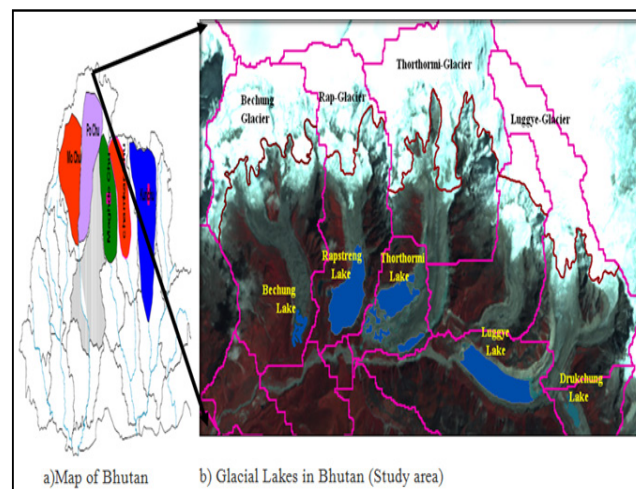 Mo Chu
Po Chu
Bechung
Glacier
Rap-Glacier
Thorthormi-Glacier
Luggye-Glacier
Bechung
Lake
Rapstreng
Lake
Thorthormi
Lake
Luggye
Lake
Drukchung
Lake
a)Map of Bhutan
b) Glacial Lakes in Bhutan (Study area)